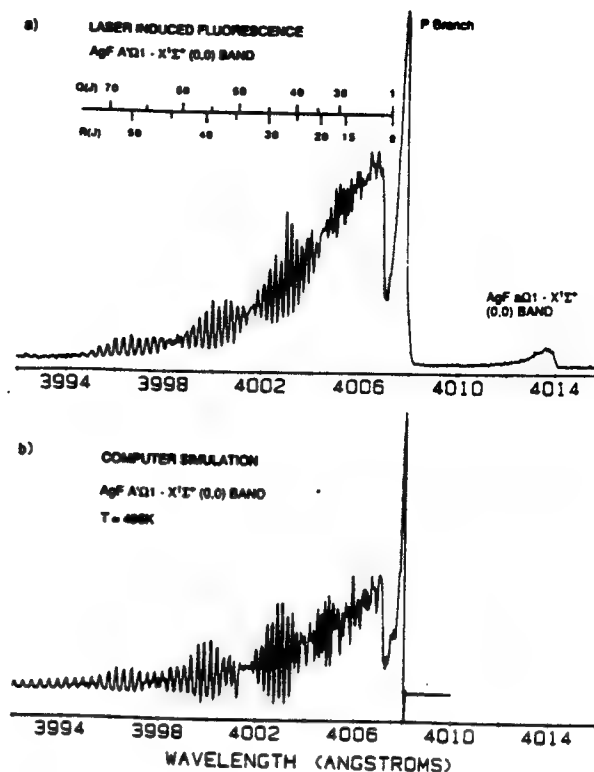 a) LASER INDUCED FLUORESCENCE
P Branch
AgF A'Ω1 - X¹Σ⁺ (0,0) BAND
Q(J) 70 60 50 40 30 1
R(J) 50 40 30 20 15 0
AgF aΩ1 - X¹Σ⁺
(0,0) BAND
3994 3998 4002 4006 4010 4014
b) COMPUTER SIMULATION
AgF A'Ω1 - X¹Σ⁺ (0,0) BAND
3994 3998 4002 4006 4010 4014
WAVELENGTH (ANGSTROMS)